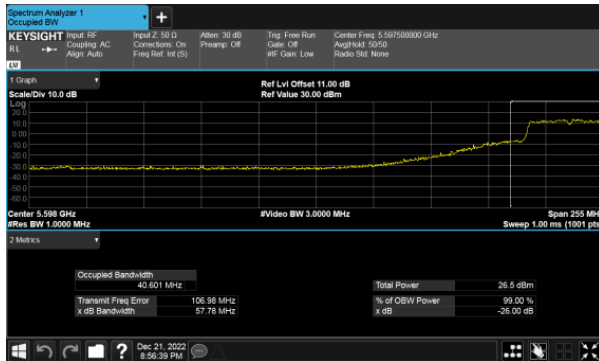 Spectrum Analyzer 1
Occupied BW
KEYSIGHT
RL
Input: RF
Coupling: AC
Align: Auto
Input Z: 50 Ω
Corrections: On
Freq Ref: Int (S)
Atten: 30 dB
Preamp: Off
Trig: Free Run
Gate: Off
#IF Gain: Low
Center Freq: 5.597500000 GHz
Avg|Hold: 50/50
Radio Std: None
1 Graph
Scale/Div 10.0 dB
Ref Lvl Offset 11.00 dB
Ref Value 30.00 dBm
Log
20.0
10.0
0.00
-10.0
-20.0
-30.0
-40.0
-50.0
-60.0
Center 5.598 GHz
#Res BW 1.0000 MHz
#Video BW 3.0000 MHz
Span 255 MH
Sweep 1.00 ms (1001 pts
2 Metrics
Occupied Bandwidth
40.601 MHz
Transmit Freq Error 106.98 MHz
x dB Bandwidth 57.78 MHz
Total Power 26.5 dBm
% of OBW Power 99.00 %
x dB -26.00 dB
Dec 21, 2022
8:56:39 PM